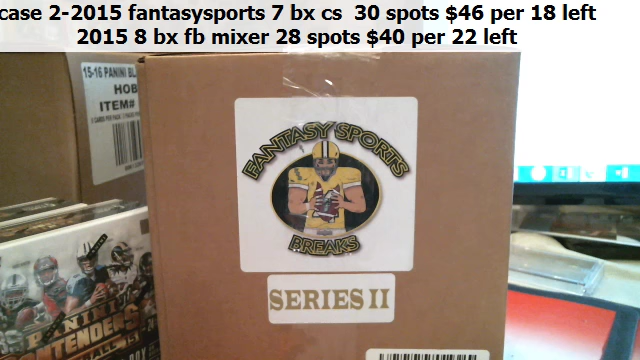 case 2-2015 fantasysports 7 bx cs 30 spots $46 per 18 left
2015 8 bx fb mixer 28 spots $40 per 22 left
15-16 PANINI BL
HOB
ITEM#
FANTASY SPORTS
BREAKS
SERIES II
PANINI
CONTENDERS